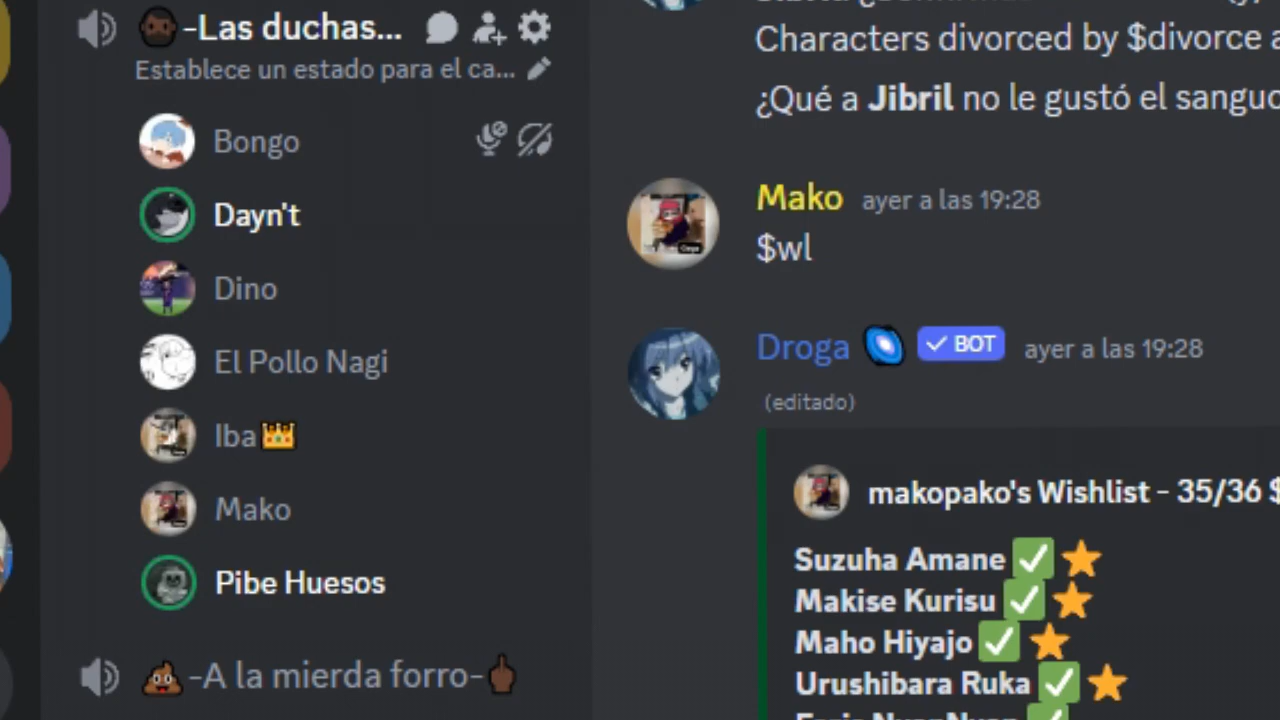 -Las duchas...
Establece un estado para el ca...
Bongo
Dayn't
Dino
El Pollo Nagi
Iba
Mako
Pibe Huesos
-A la mierda forro-
Characters divorced by $divorce a
¿Qué a Jibril no le gustó el
Mako ayer a las 19:28
$wl
Droga BOT ayer a las 19:28
(editado)
makopako's Wishlist - 35/36
Suzuha Amane
Makise Kurisu
Maho Hiyajo
Urushibara Ruka